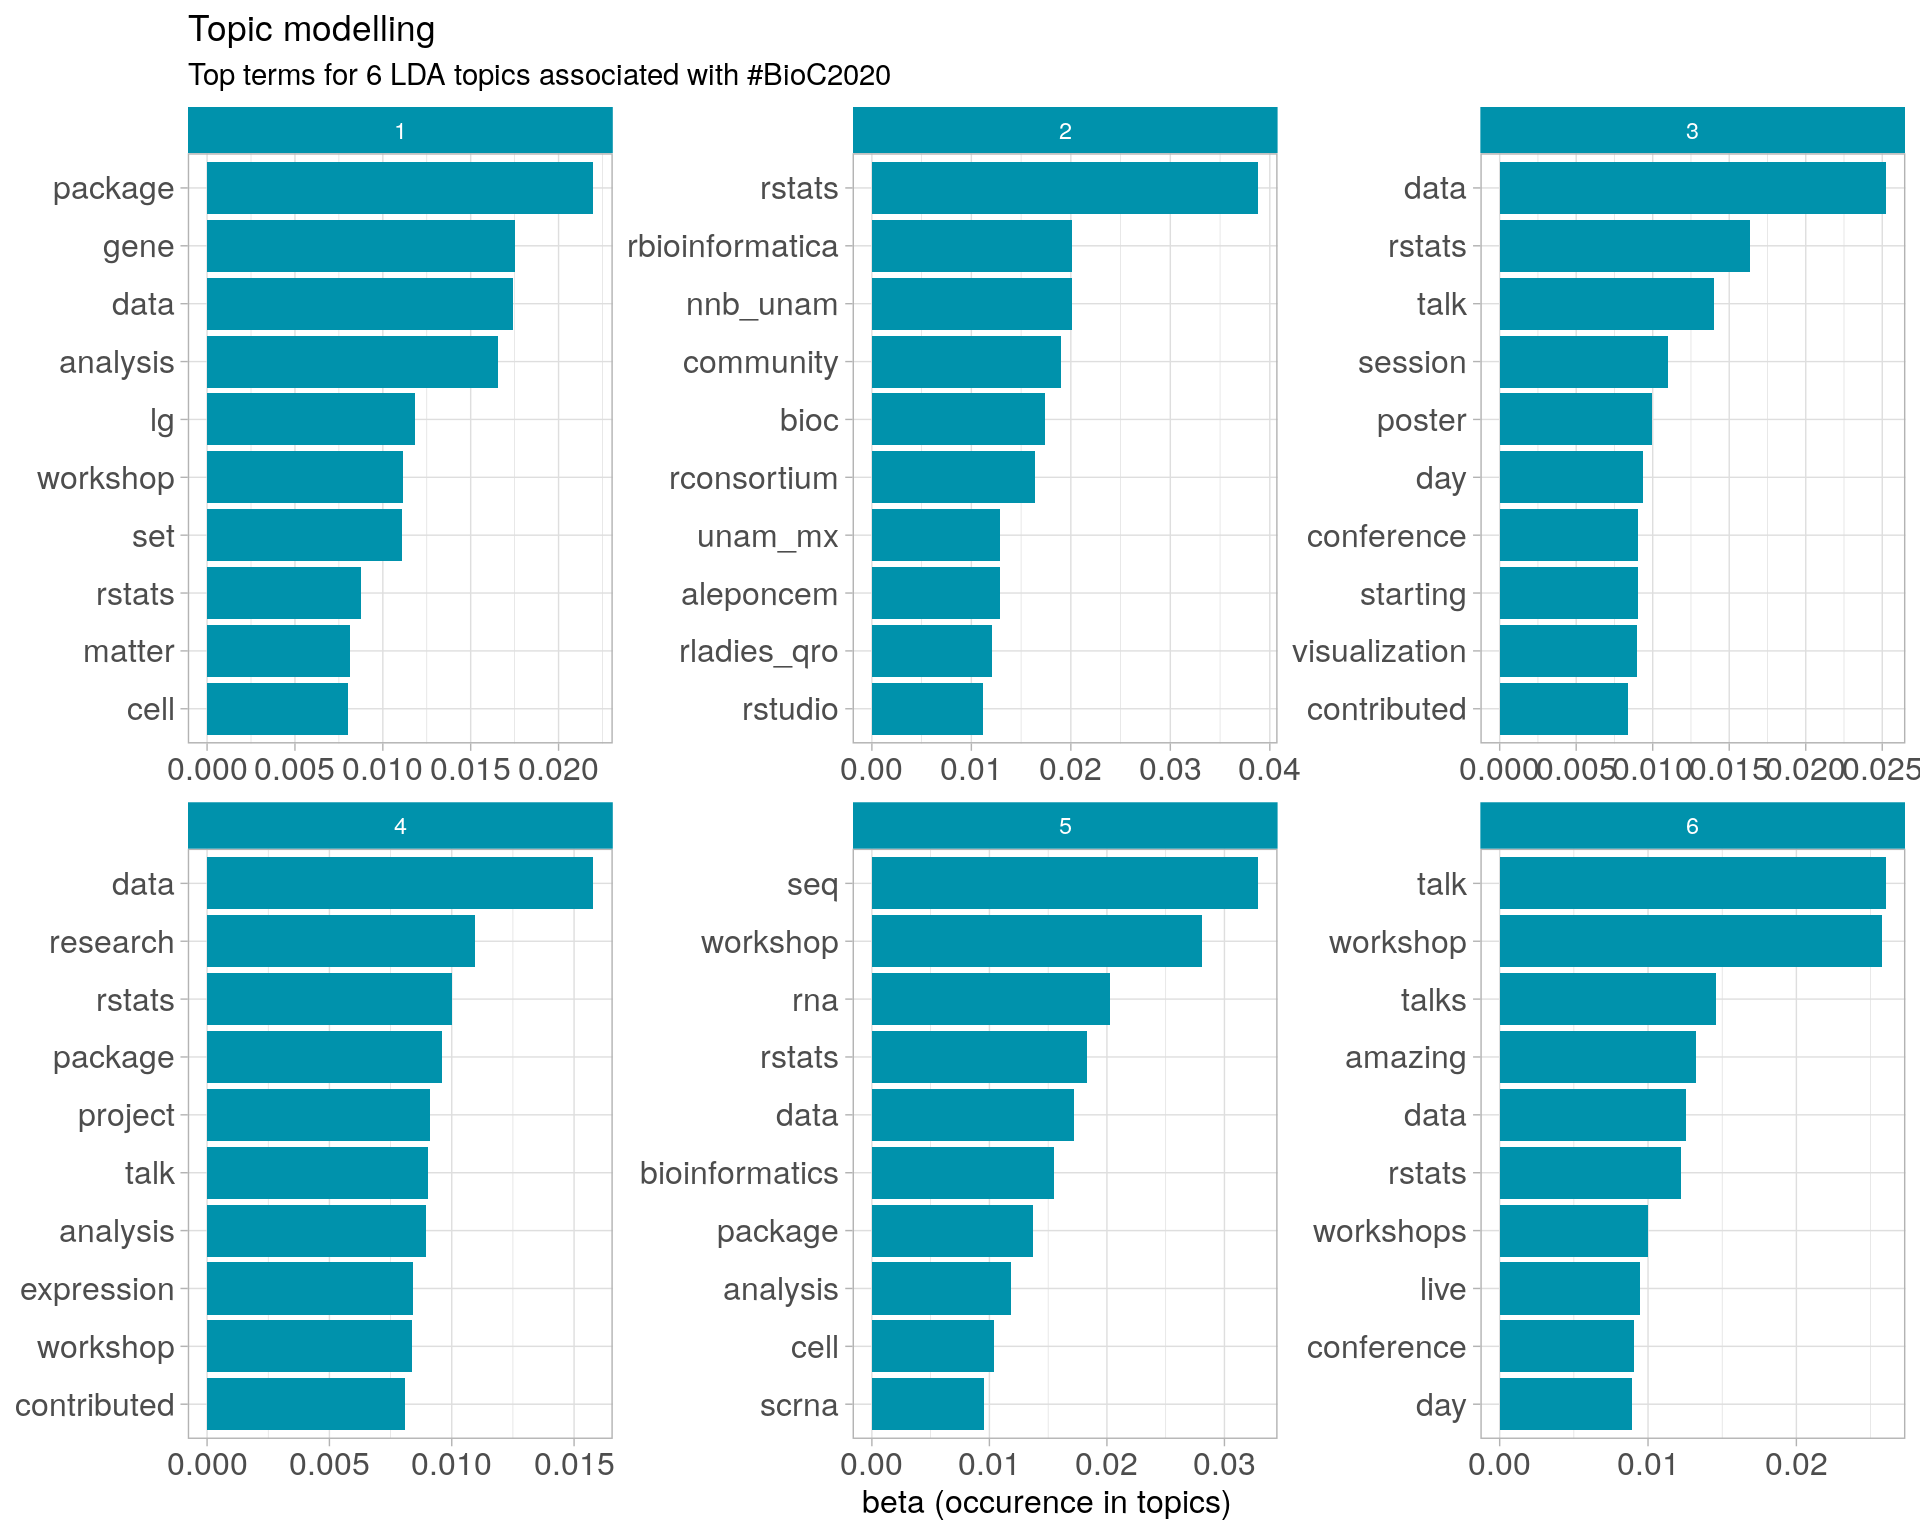 Topic modelling
Top terms for 6 LDA topics associated with #BioC2020
1
package
gene
data
analysis
lg
workshop
set
rstats
matter
cell
0.000 0.005 0.010 0.015 0.020
2
rstats
rbioinformatica
nnb_unam
community
bioc
rconsortium
unam_mx
aleponcem
rladies_qro
rstudio
0.00 0.01 0.02 0.03 0.04
3
data
rstats
talk
session
poster
day
conference
starting
visualization
contributed
0.000 0.005 0.010 0.015 0.020 0.025
4
data
research
rstats
package
project
talk
analysis
expression
workshop
contributed
0.000 0.005 0.010 0.015
5
seq
workshop
rna
rstats
data
bioinformatics
package
analysis
cell
scrna
0.00 0.01 0.02 0.03
6
talk
workshop
talks
amazing
data
rstats
workshops
live
conference
day
0.00 0.01 0.02
beta (occurence in topics)